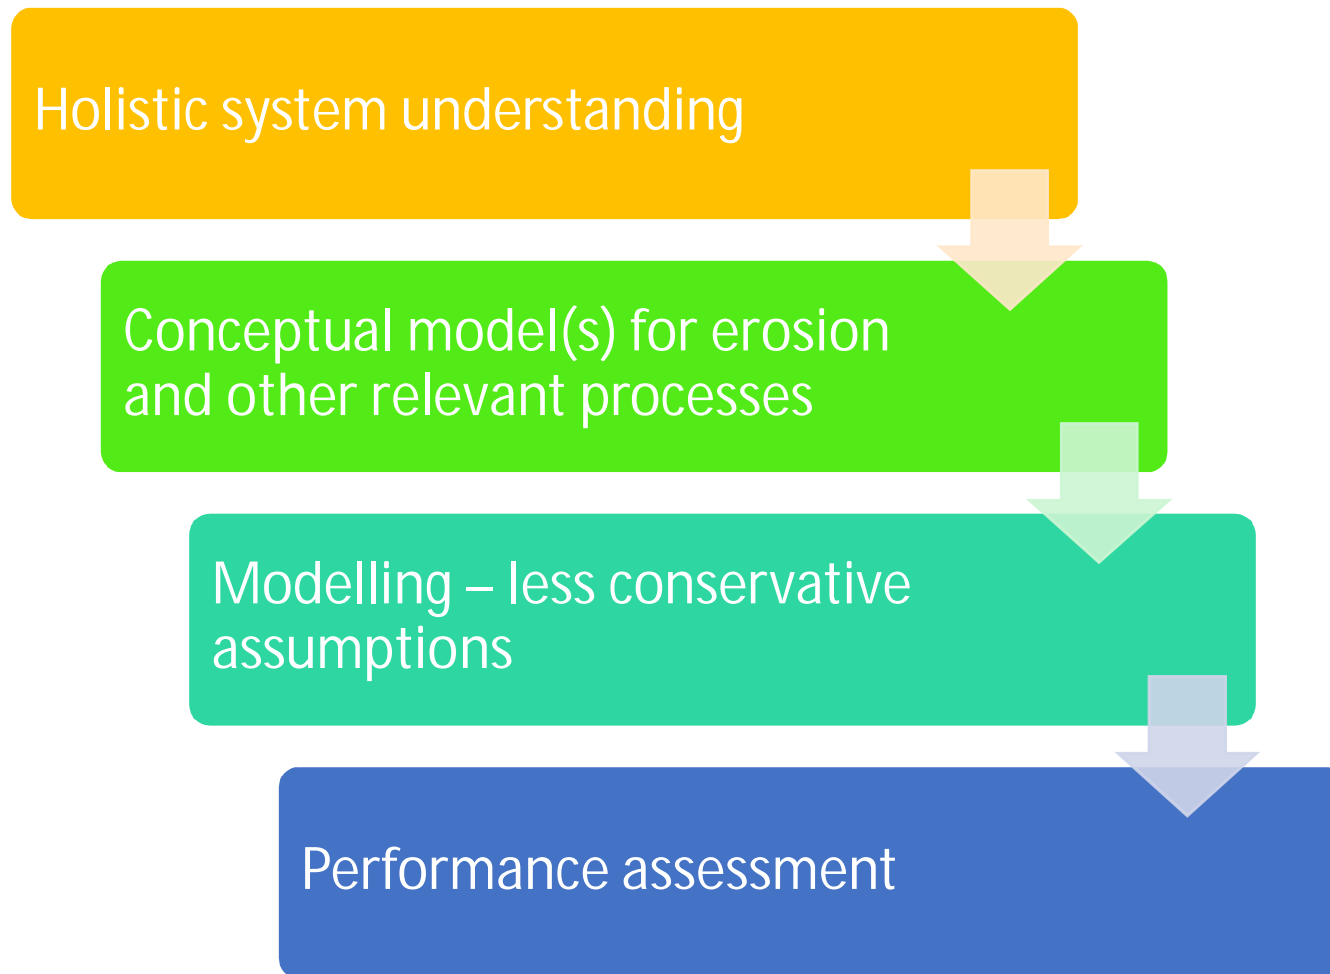 Holistic system understanding
Conceptual model(s) for erosion
and other relevant processes
Modelling – less conservative
assumptions
Performance assessment